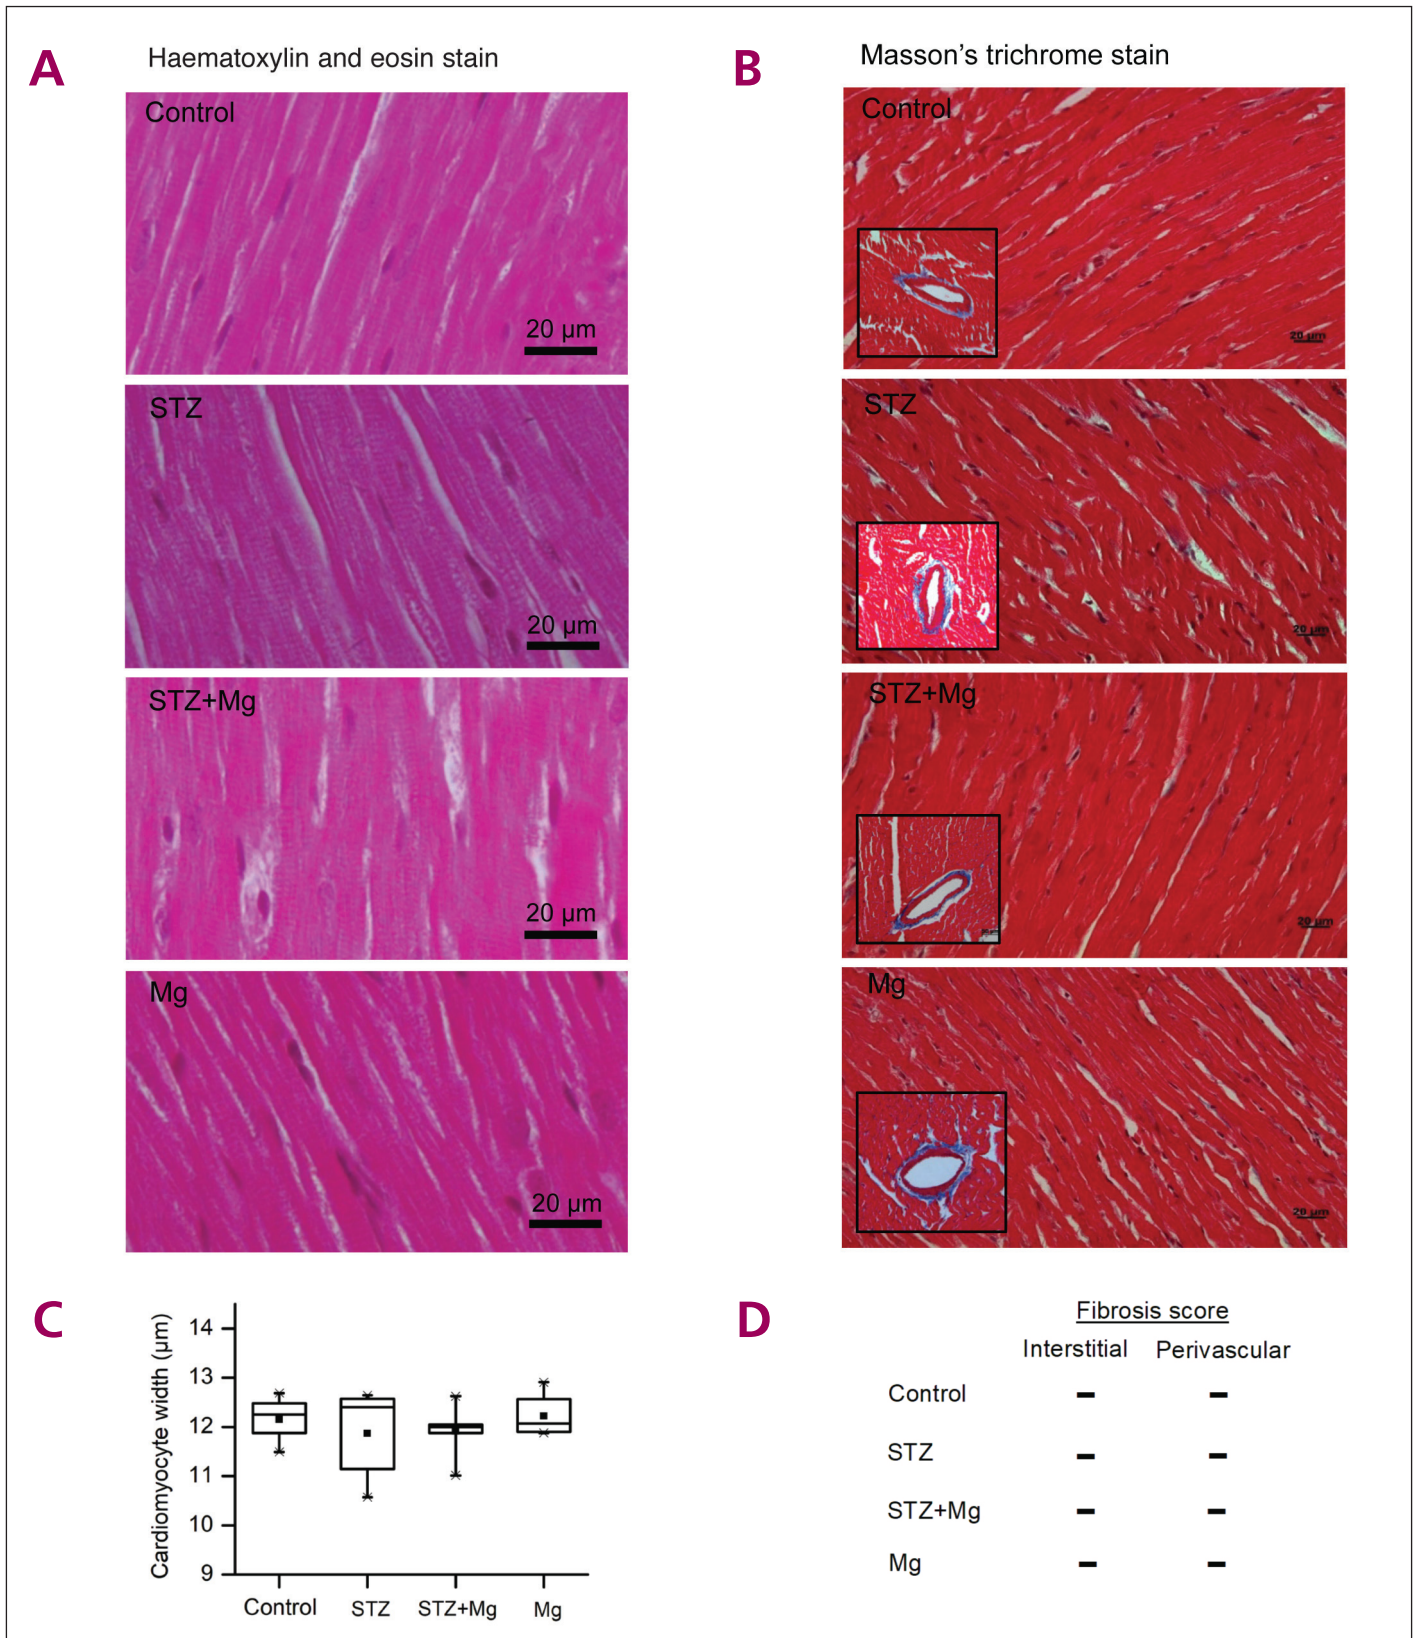 A
Haematoxylin and eosin stain
Control
20 µm
STZ
20 µm
STZ+Mg
20 µm
Mg
20 µm
B
Masson’s trichrome stain
Control
20 µm
STZ
20 µm
STZ+Mg
20 µm
Mg
20 µm
C
Cardiomyocyte width (µm)
14
13
12
11
10
9
Control STZ STZ+Mg Mg
D
Fibrosis score
Interstitial Perivascular
Control – –
STZ – –
STZ+Mg – –
Mg – –